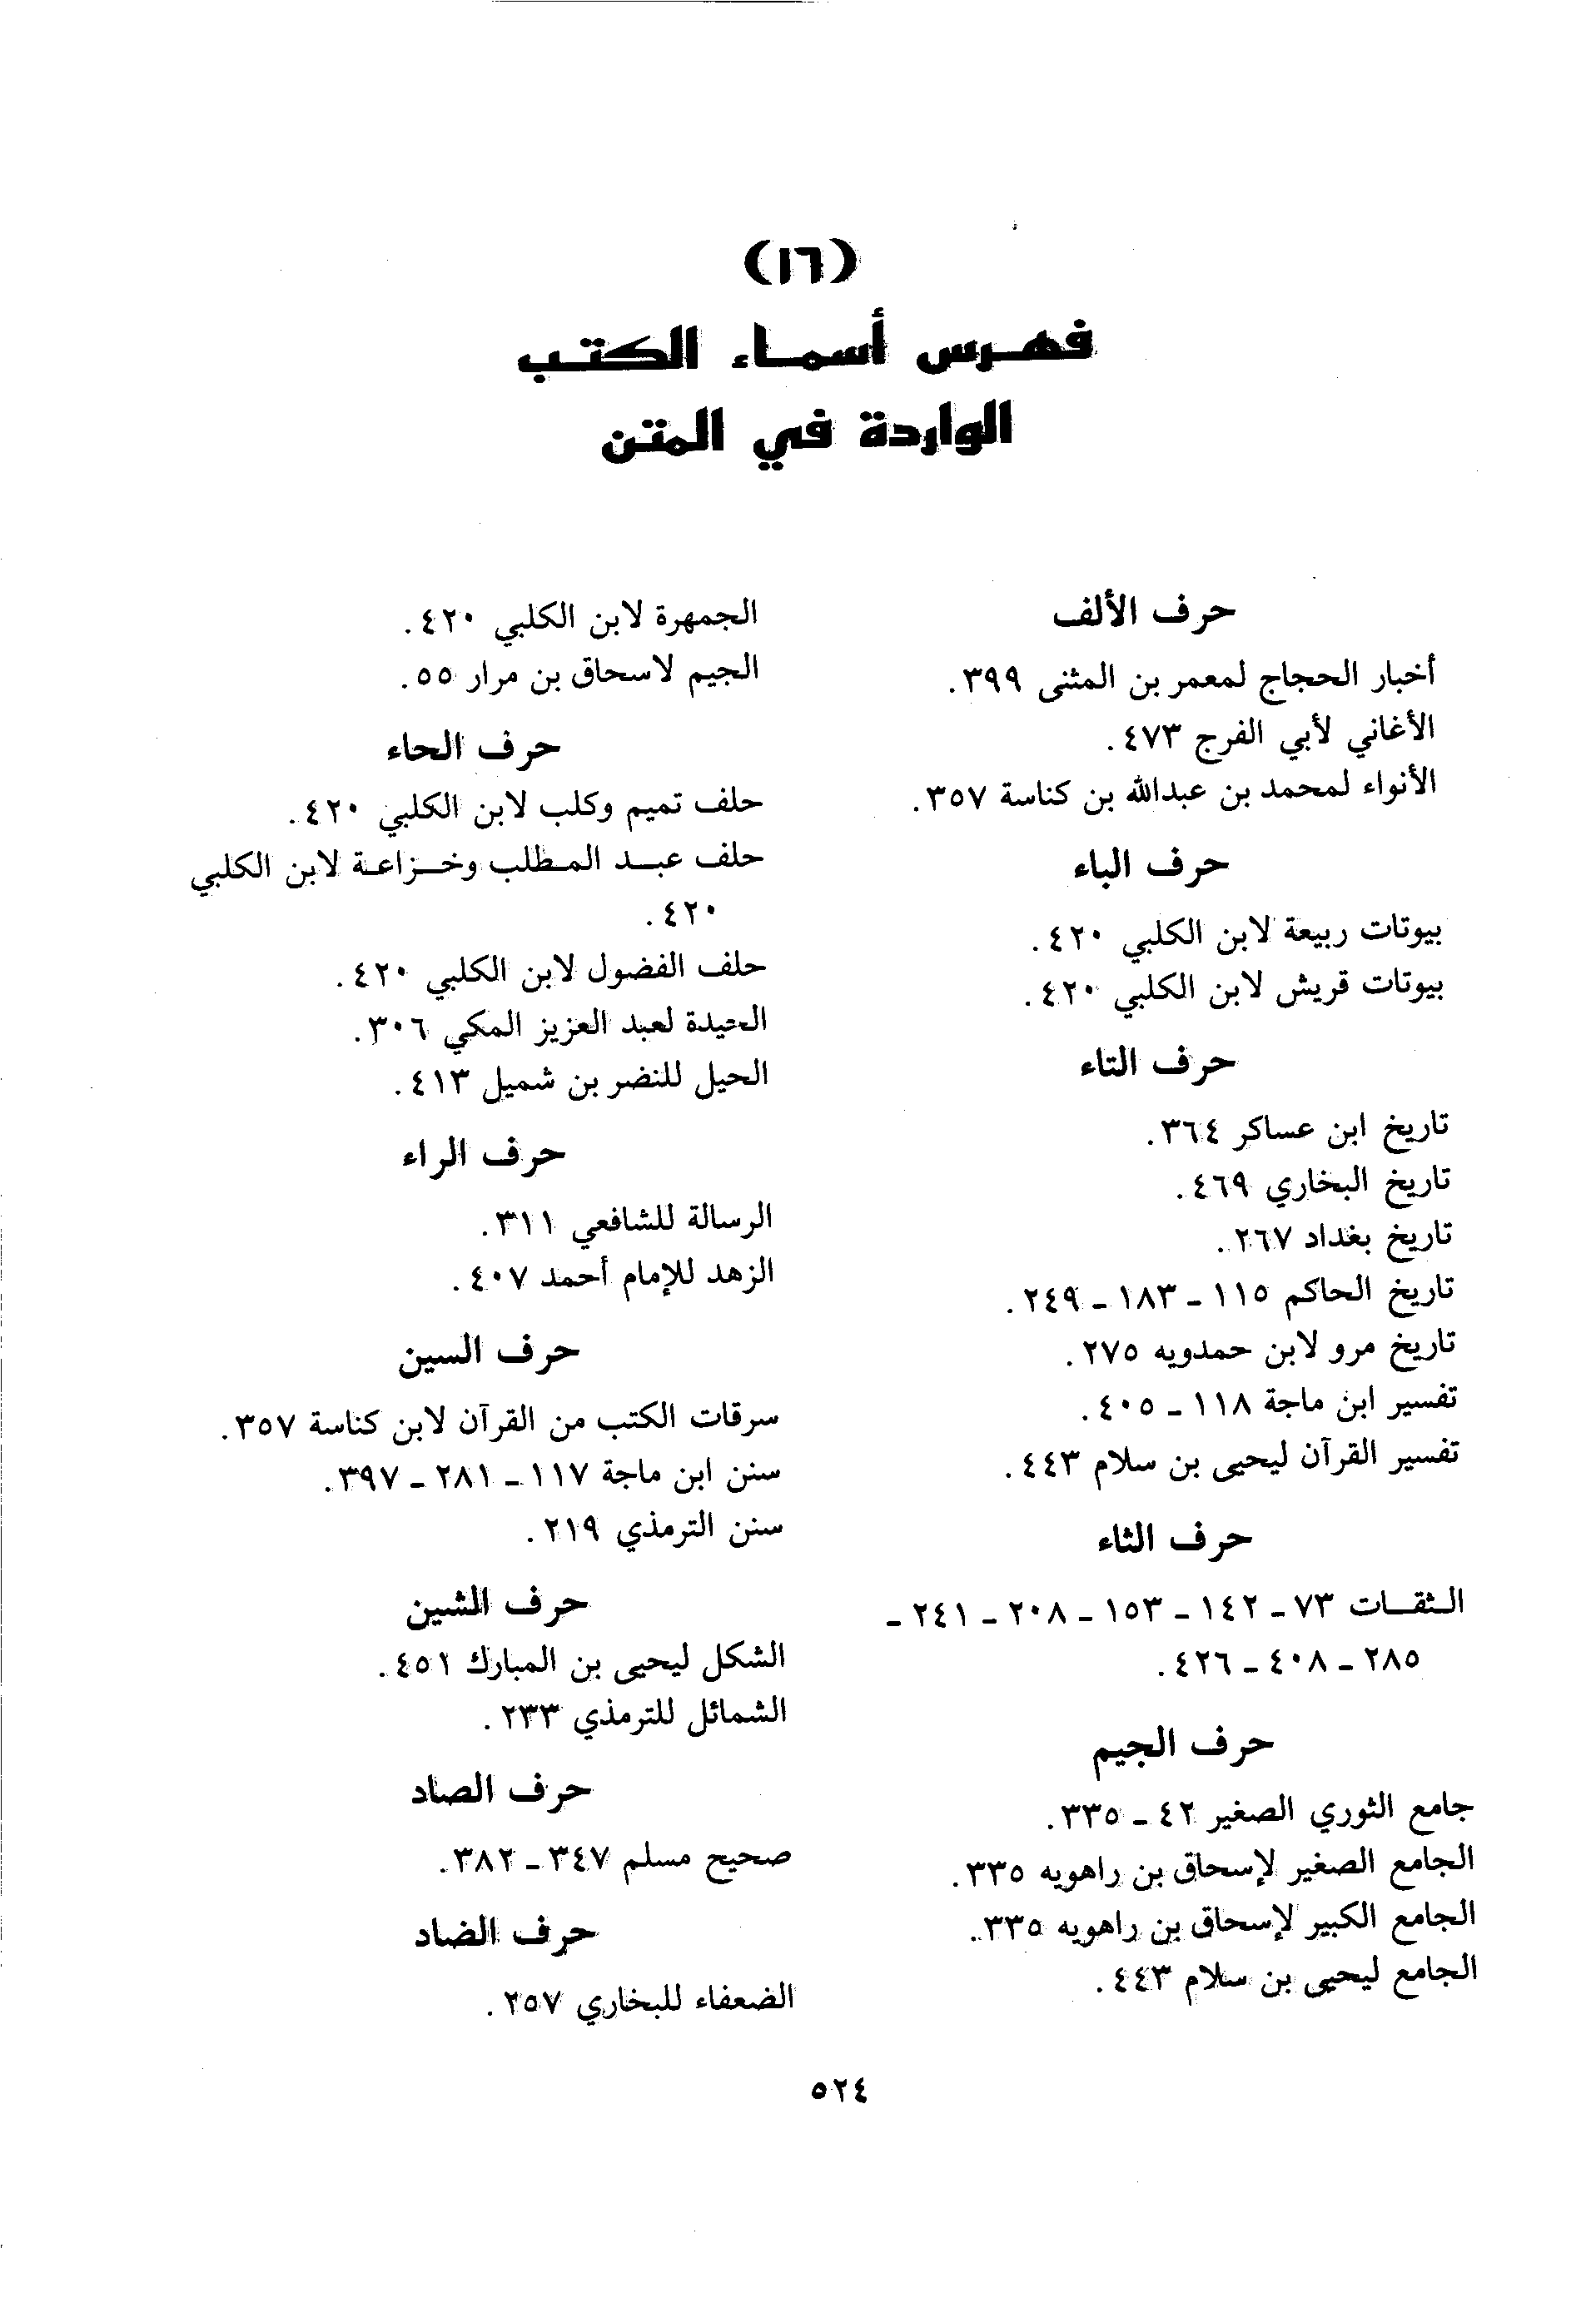 (١٦)
فهرس أسماء الكتب
الواردة في المتن
حرف الألف
أخبار الحجاج لمعمر بن المثنى ٣٩٩.
الأغاني لأبي الفرج ٤٧٣.
الأنواء لمحمد بن عبدالله بن كناسة ٣٥٧.
حرف الباء
بيوتات ربيعة لابن الكلبي ٤٢٠.
بيوتات قريش لابن الكلبي ٤٢٠.
حرف التاء
تاريخ ابن عساكر ٣٦٤.
تاريخ البخاري ٤٦٩.
تاريخ بغداد ٢٦٧.
تاريخ الحاكم ١١٥ - ١٨٣ - ٢٤٩.
تاريخ مرو لابن حمدويه ٢٧٥.
تفسير ابن ماجة ١١٨ - ٤٠٥.
تفسير القرآن ليحيى بن سلام ٤٤٣.
حرف الثاء
الثقات ٧٣ - ١٤٢ - ١٥٣ - ٢٠٨ - ٢٤١ -
٢٨٥ - ٤٠٨ - ٤٢٦.
حرف الجيم
جامع الثوري الصغير ٤٢ - ٣٣٥.
الجامع الصغير لإسحاق بن راهويه ٣٣٥.
الجامع الكبير لإسحاق بن راهويه ٣٣٥.
الجامع ليحيى بن سلام ٤٤٣.
الجمهرة لابن الكلبي ٤٢٠.
الجيم لاسحاق بن مرار ٥٥.
حرف الحاء
حلف تميم وكلب لابن الكلبي ٤٢٠.
حلف عبد المطلب وخزاعة لابن الكلبي
٤٢٠.
حلف الفضول لابن الكلبي ٤٢٠.
الحيدة لعبد العزيز المكي ٣٠٦.
الحيل للنضر بن شميل ٤١٣.
حرف الراء
الرسالة للشافعي ٣١١.
الزهد للإمام أحمد ٤٠٧.
حرف السين
سرقات الكتب من القرآن لابن كناسة ٣٥٧.
سنن ابن ماجة ١١٧ - ٢٨١ - ٣٩٧.
سنن الترمذي ٢١٩.
حرف الشين
الشكل ليحيى بن المبارك ٤٥١.
الشمائل للترمذي ٢٣٣.
حرف الصاد
صحيح مسلم ٣٤٧ - ٣٨٢.
حرف الضاد
الضعفاء للبخاري ٢٥٧.
٥٢٤